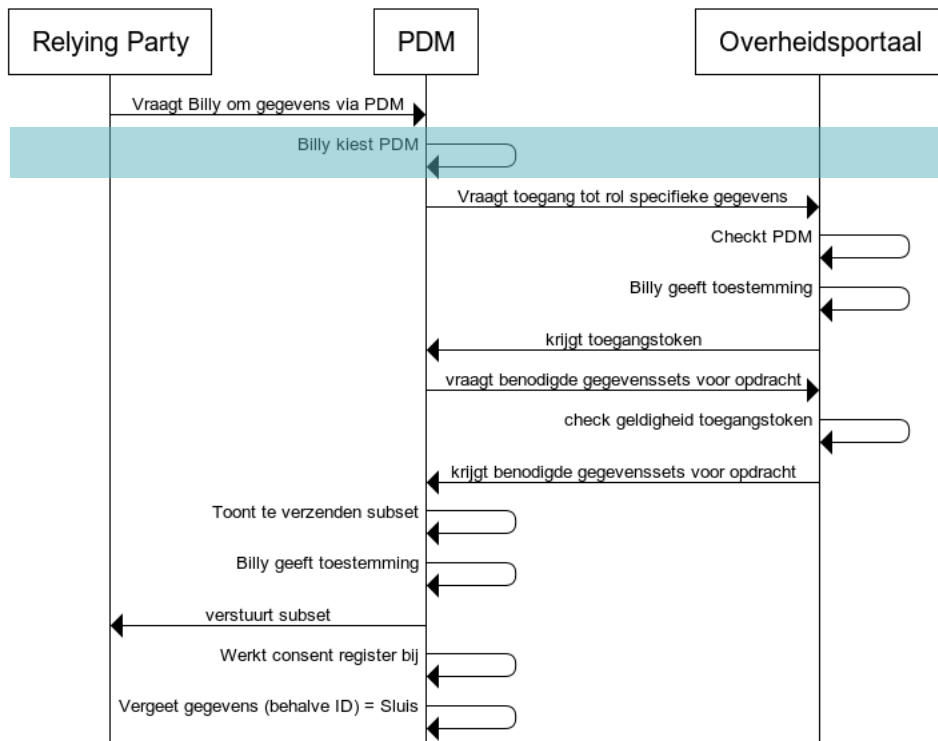 Relying Party
PDM
Overheidsportaal
Vraagt Billy om gegevens via PDM
Billy kiest PDM
Vraagt toegang tot rol specifieke gegevens
Checkt PDM
Billy geeft toestemming
krijgt toegangstoken
vraagt benodigde gegevenssets voor opdracht
check geldigheid toegangstoken
krijgt benodigde gegevenssets voor opdracht
Toont te verzenden subset
Billy geeft toestemming
verstuurt subset
Werkt consent register bij
Vergeet gegevens (behalve ID) = Sluis